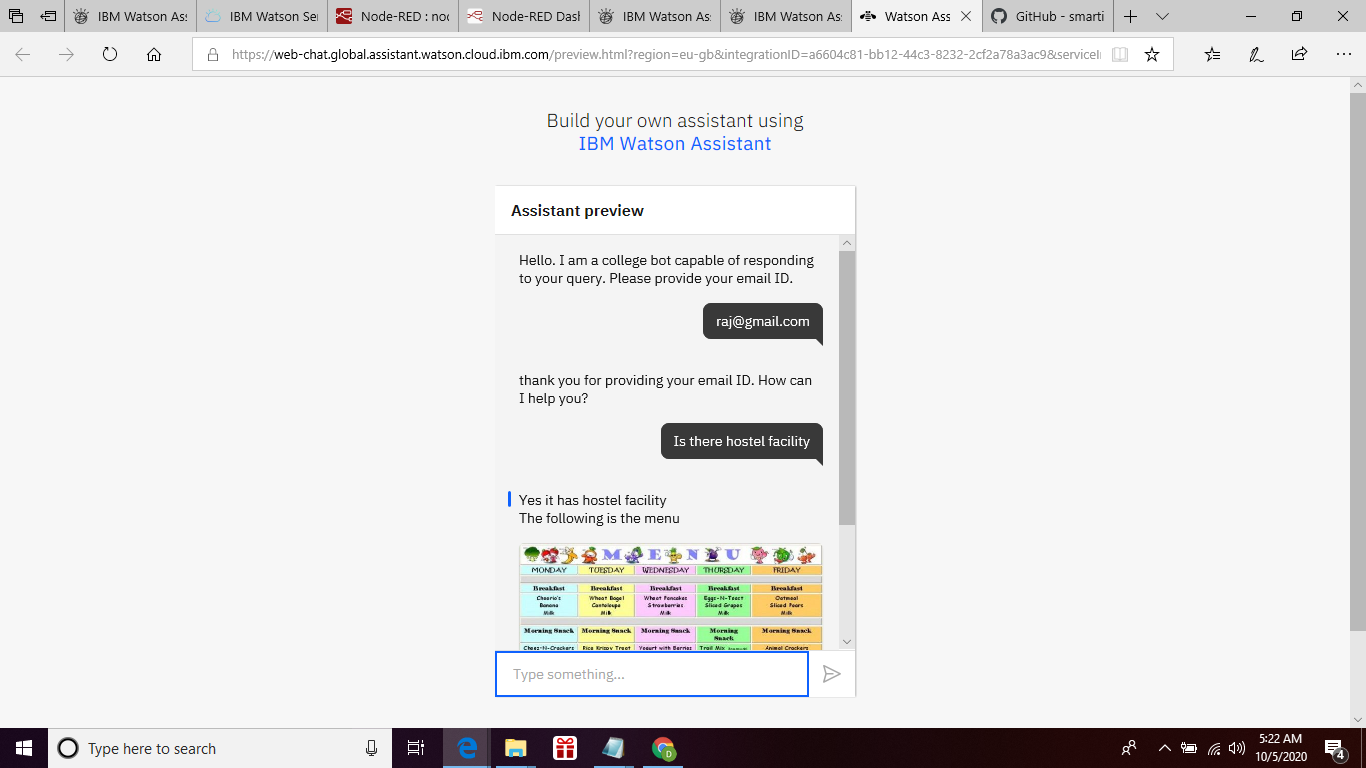 IBM Watson Ass
IBM Watson Ser
Node-RED : nod
Node-RED Dash
IBM Watson Ass
IBM Watson Ass
Watson Ass
GitHub - smarti
https://web-chat.global.assistant.watson.cloud.ibm.com/preview.html?region=eu-gb&integrationID=a6604c81-bb12-44c3-8232-2cf2a78a3ac9&serviceI
Build your own assistant using
IBM Watson Assistant
Assistant preview
Hello. I am a college bot capable of responding
to your query. Please provide your email ID.
raj@gmail.com
thank you for providing your email ID. How can
I help you?
Is there hostel facility
Yes it has hostel facility
The following is the menu
MENU
MONDAY TUESDAY WEDNESDAY THURSDAY FRIDAY
Breakfast Breakfast Breakfast Breakfast Breakfast
Cheerio's Wheat Bagel Wheat Pancakes Eggs-N-Toast Oatmeal
Banana Cantaloupe Strawberries Sliced Grapes Sliced Pears
Milk Milk Milk Milk Milk
Morning Snack Morning Snack Morning Snack Morning Snack Morning Snack
Cheez-N-Crackers Rice Krispy Treat Yogurt with Berries Trail Mix Animal Crackers
Type something...
Type here to search
5:22 AM
10/5/2020
4